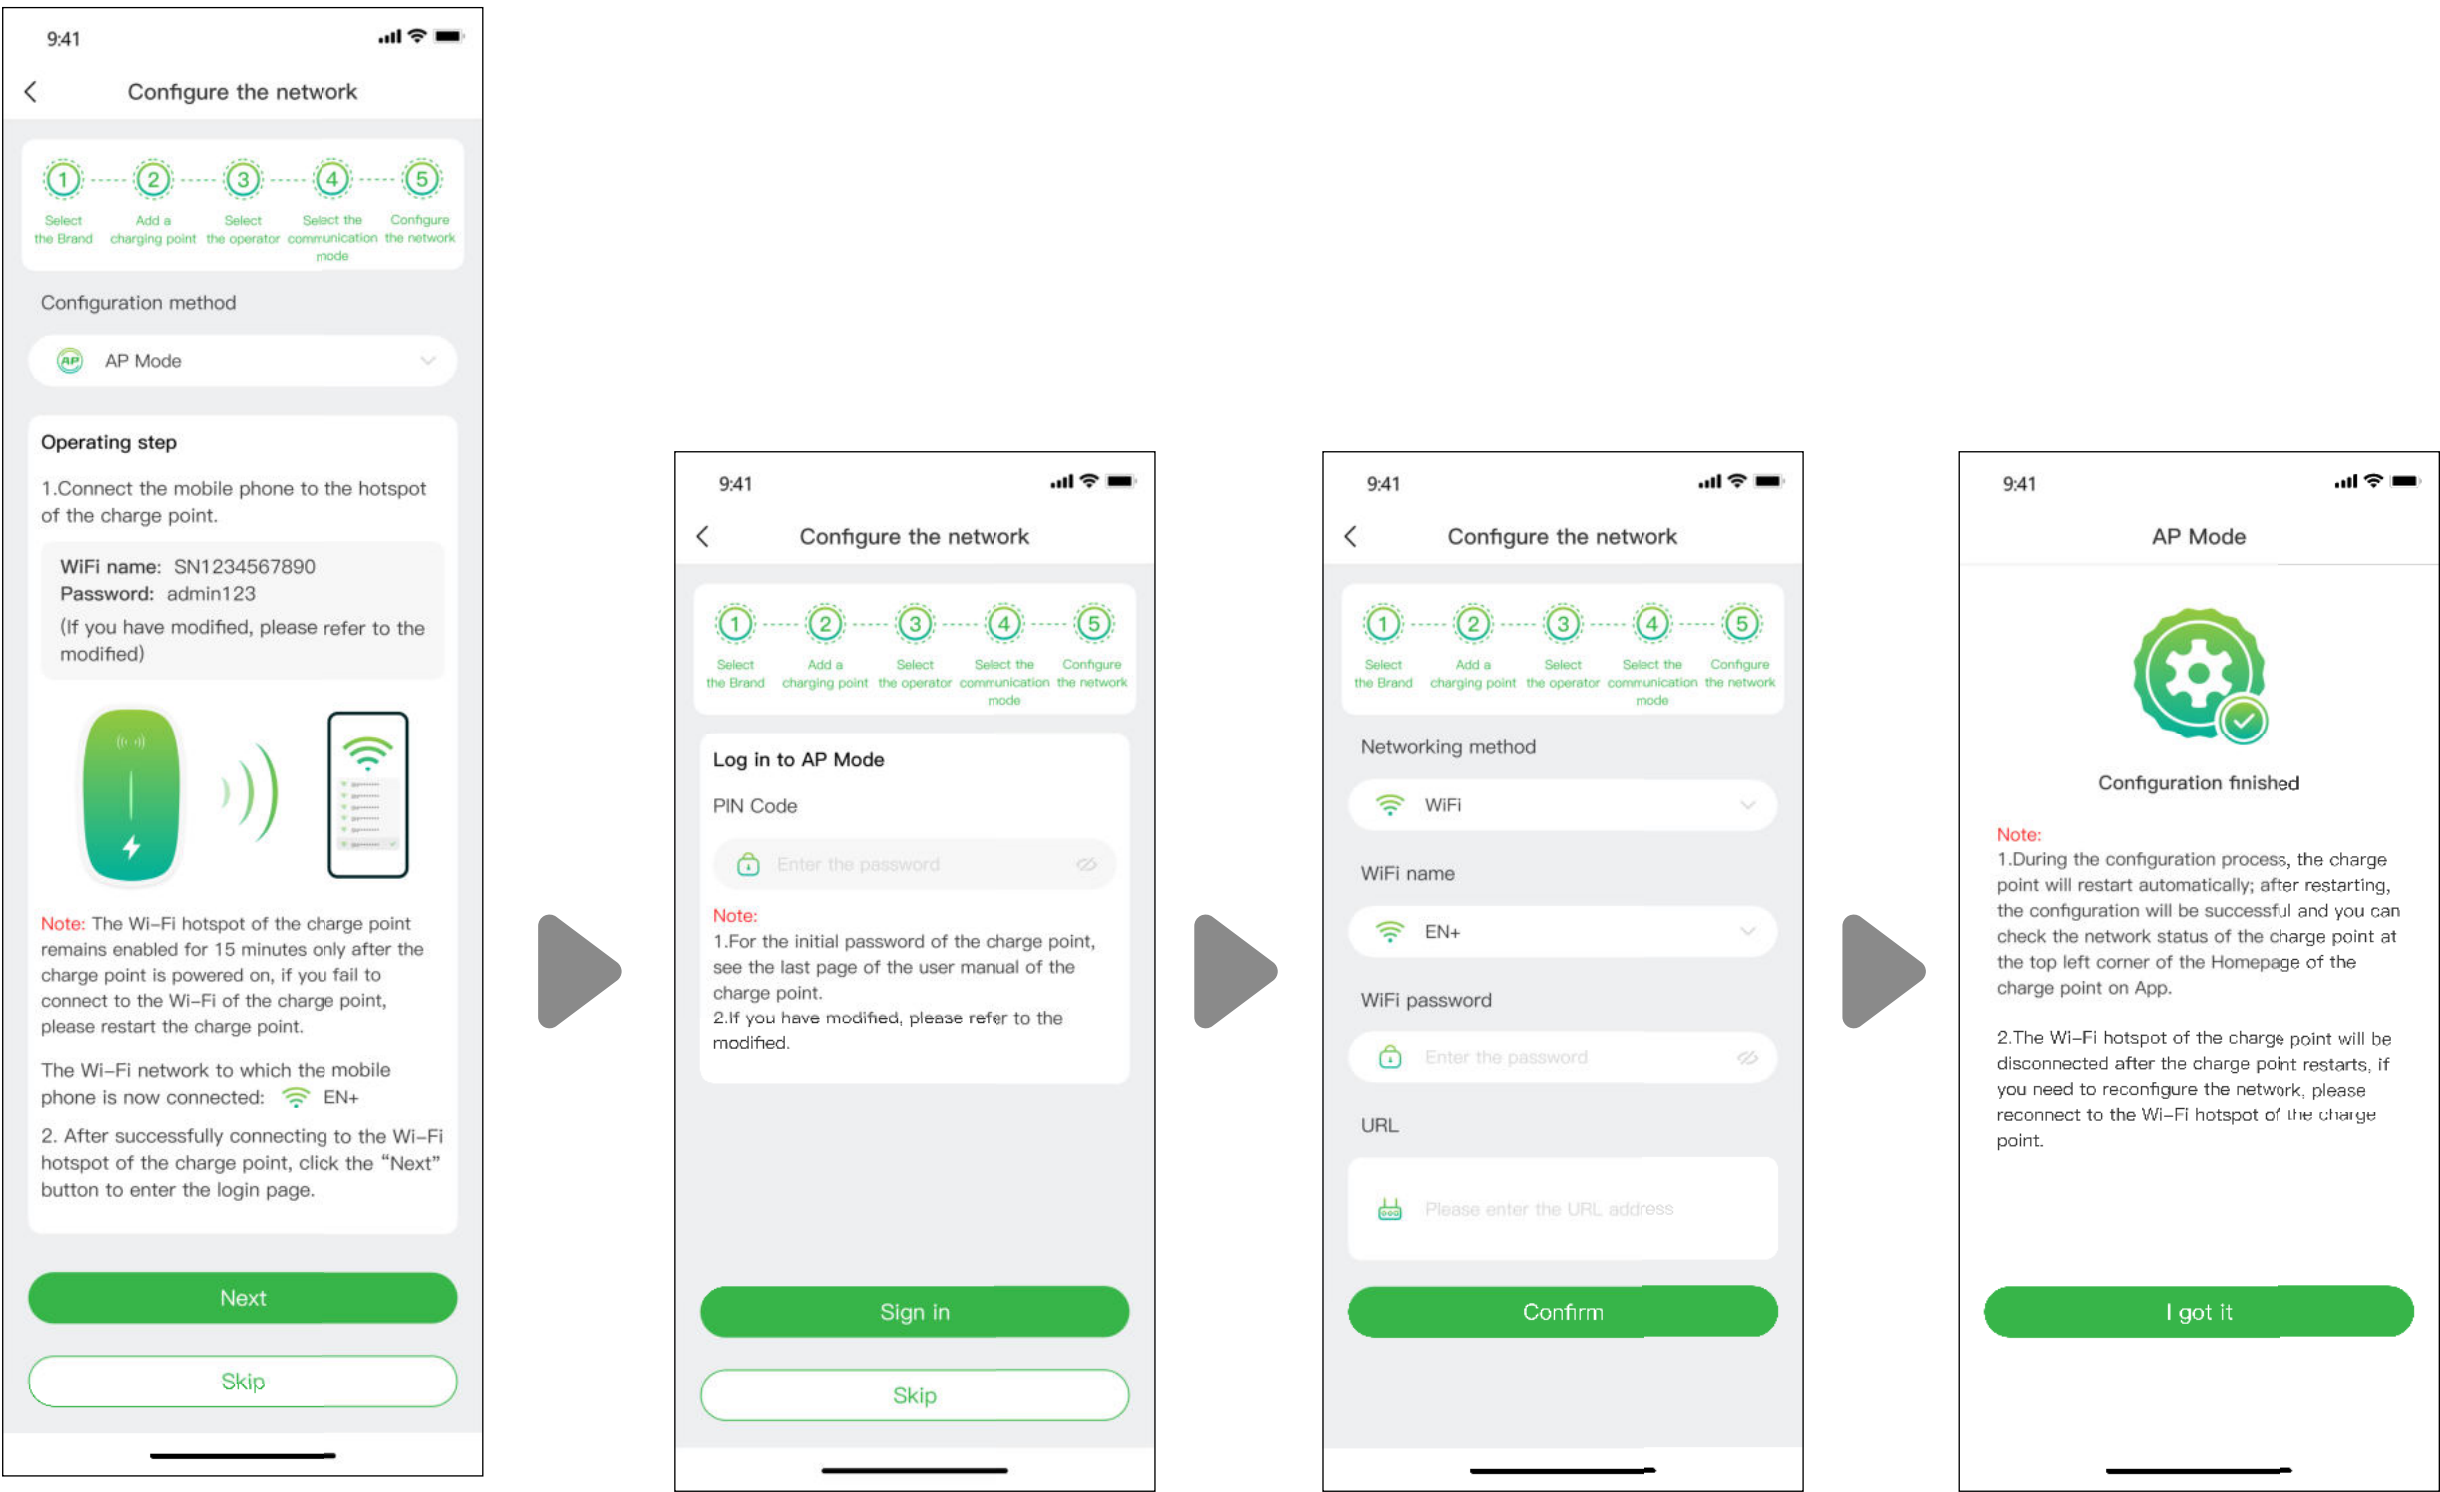 9:41
Configure the network
1
2
3
4
5
Select
the Brand
Add a
charging point
Select
the operator
Select the
communication
mode
Configure
the network
Configuration method
AP
AP Mode
Operating step
1.Connect the mobile phone to the hotspot
of the charge point.
WiFi name: SN1234567890
Password: admin123
(If you have modified, please refer to the
modified)
Note: The Wi-Fi hotspot of the charge point
remains enabled for 15 minutes only after the
charge point is powered on, if you fail to
connect to the Wi-Fi of the charge point,
please restart the charge point.
The Wi-Fi network to which the mobile
phone is now connected: EN+
2. After successfully connecting to the Wi-Fi
hotspot of the charge point, click the “Next”
button to enter the login page.
Next
Skip
9:41
Configure the network
1
2
3
4
5
Select
the Brand
Add a
charging point
Select
the operator
Select the
communication
mode
Configure
the network
Log in to AP Mode
PIN Code
Enter the password
Note:
1.For the initial password of the charge point,
see the last page of the user manual of the
charge point.
2.If you have modified, please refer to the
modified.
Sign in
Skip
9:41
Configure the network
1
2
3
4
5
Select
the Brand
Add a
charging point
Select
the operator
Select the
communication
mode
Configure
the network
Networking method
WiFi
WiFi name
EN+
WiFi password
Enter the password
URL
Please enter the URL address
Confirm
9:41
AP Mode
Configuration finished
Note:
1.During the configuration process, the charge
point will restart automatically; after restarting,
the configuration will be successful and you can
check the network status of the charge point at
the top left corner of the Homepage of the
charge point on App.
2.The Wi-Fi hotspot of the charge point will be
disconnected after the charge point restarts, if
you need to reconfigure the network, please
reconnect to the Wi-Fi hotspot of the charge
point.
I got it